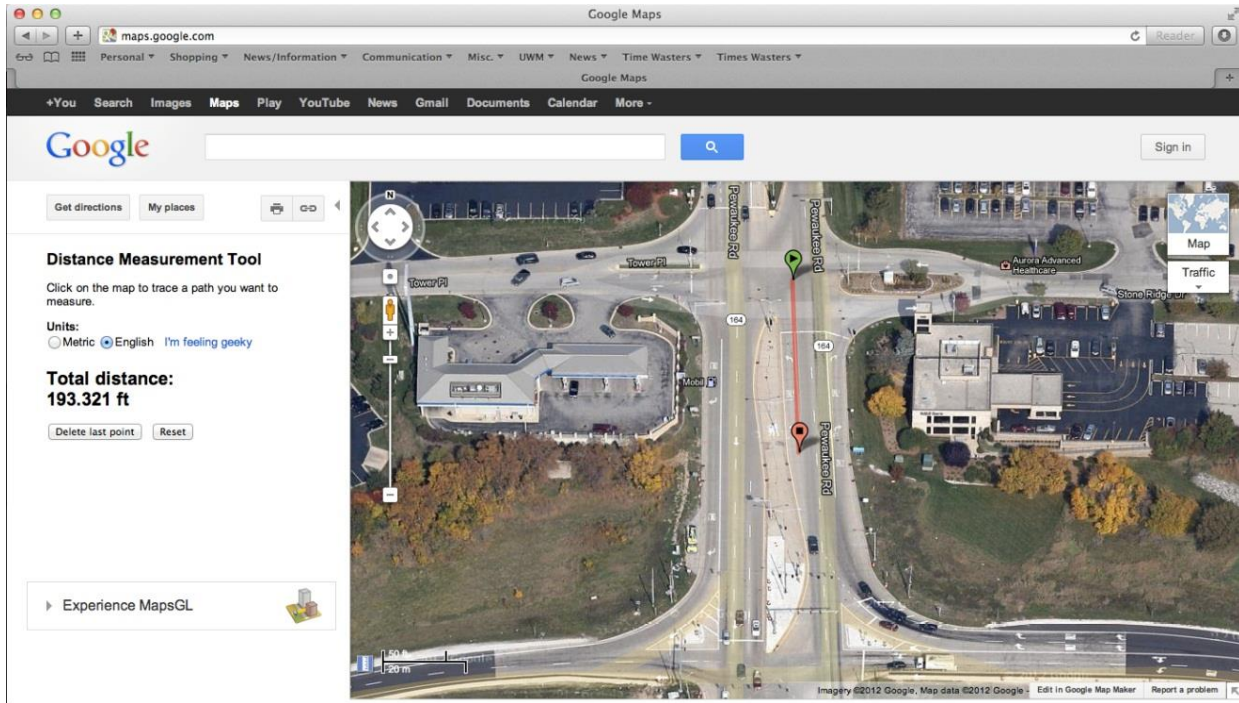 Google Maps
maps.google.com
Reader
Personal Shopping News/Information Communication Misc. UWM News Time Wasters Times Wasters
Google Maps
+You Search Images Maps Play YouTube News Gmail Documents Calendar More
Google
Sign in
Get directions My places
Distance Measurement Tool
Click on the map to trace a path you want to
measure.
Units:
Metric English I'm feeling geeky
Total distance:
193.321 ft
Delete last point Reset
Experience MapsGL
N
Pewaukee Rd
Pewaukee Rd
Map
Traffic
Tower Pl
Tower Pl
Aurora Advanced
Healthcare
Stone Ridge Dr
164
164
Mobil
Pewaukee Rd
50 ft
20 m
Imagery ©2012 Google, Map data ©2012 Google -
Edit in Google Map Maker
Report a problem